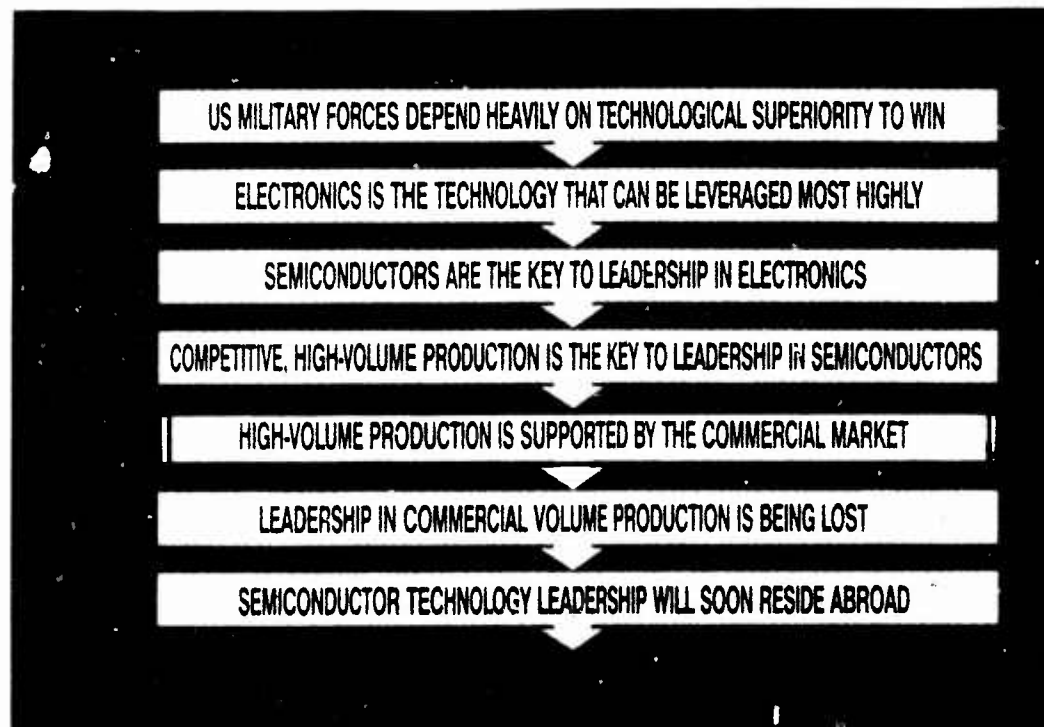 US MILITARY FORCES DEPEND HEAVILY ON TECHNOLOGICAL SUPERIORITY TO WIN
ELECTRONICS IS THE TECHNOLOGY THAT CAN BE LEVERAGED MOST HIGHLY
SEMICONDUCTORS ARE THE KEY TO LEADERSHIP IN ELECTRONICS
COMPETITIVE, HIGH-VOLUME PRODUCTION IS THE KEY TO LEADERSHIP IN SEMICONDUCTORS
HIGH-VOLUME PRODUCTION IS SUPPORTED BY THE COMMERCIAL MARKET
LEADERSHIP IN COMMERCIAL VOLUME PRODUCTION IS BEING LOST
SEMICONDUCTOR TECHNOLOGY LEADERSHIP WILL SOON RESIDE ABROAD